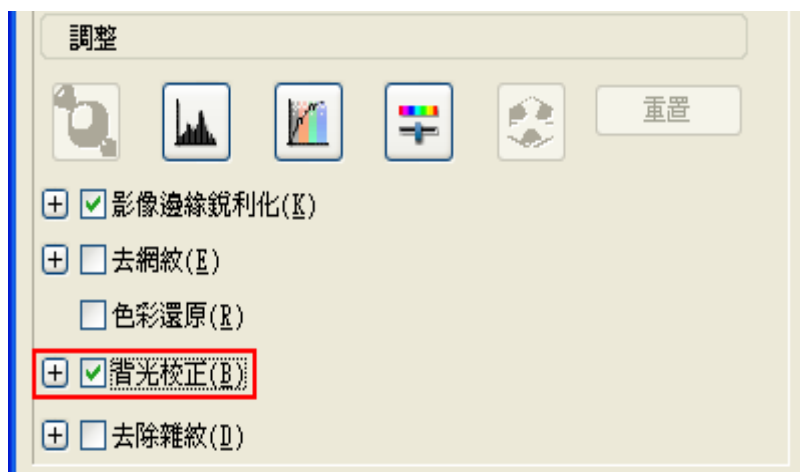 調整
重置
影像邊緣銳利化(K)
去網紋(E)
色彩還原(R)
背光校正(B)
去除雜紋(D)